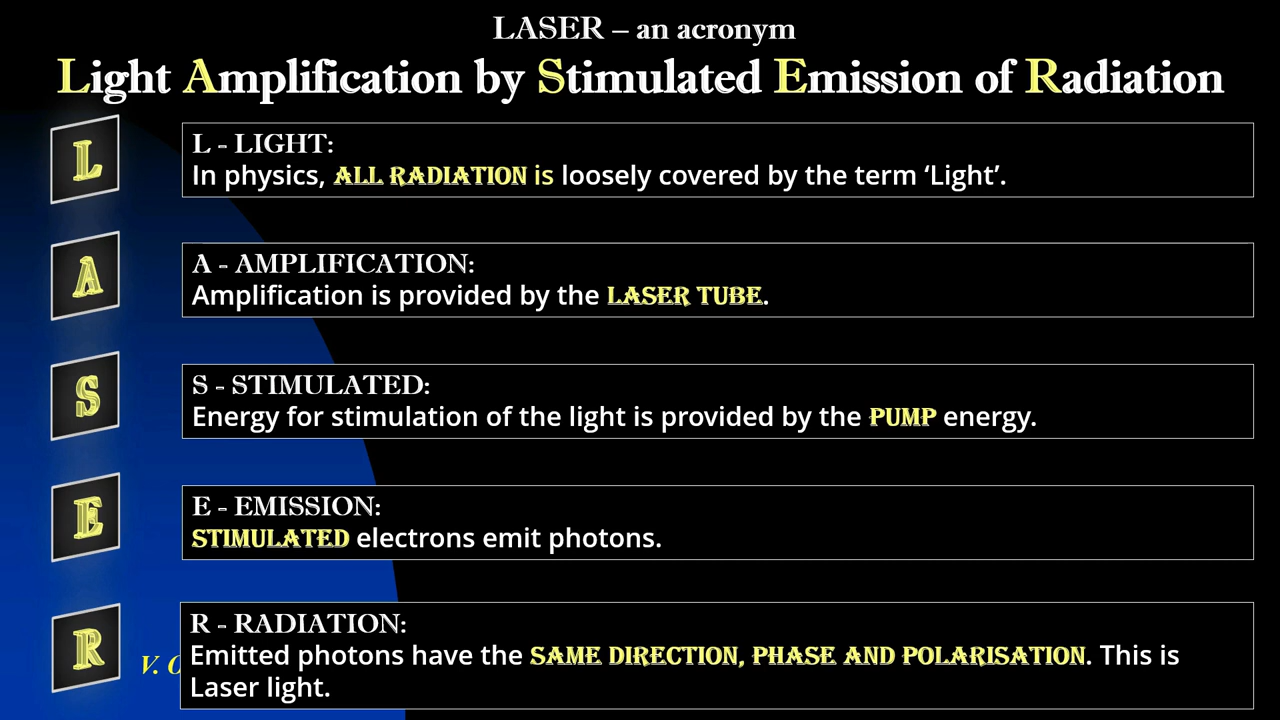 LASER – an acronym
Light Amplification by Stimulated Emission of Radiation
L
L - LIGHT:
In physics, ALL RADIATION is loosely covered by the term ‘Light’.
A
A - AMPLIFICATION:
Amplification is provided by the LASER TUBE.
S
S - STIMULATED:
Energy for stimulation of the light is provided by the PUMP energy.
E
E - EMISSION:
STIMULATED electrons emit photons.
R
R - RADIATION:
Emitted photons have the SAME DIRECTION, PHASE AND POLARISATION. This is
Laser light.
V.